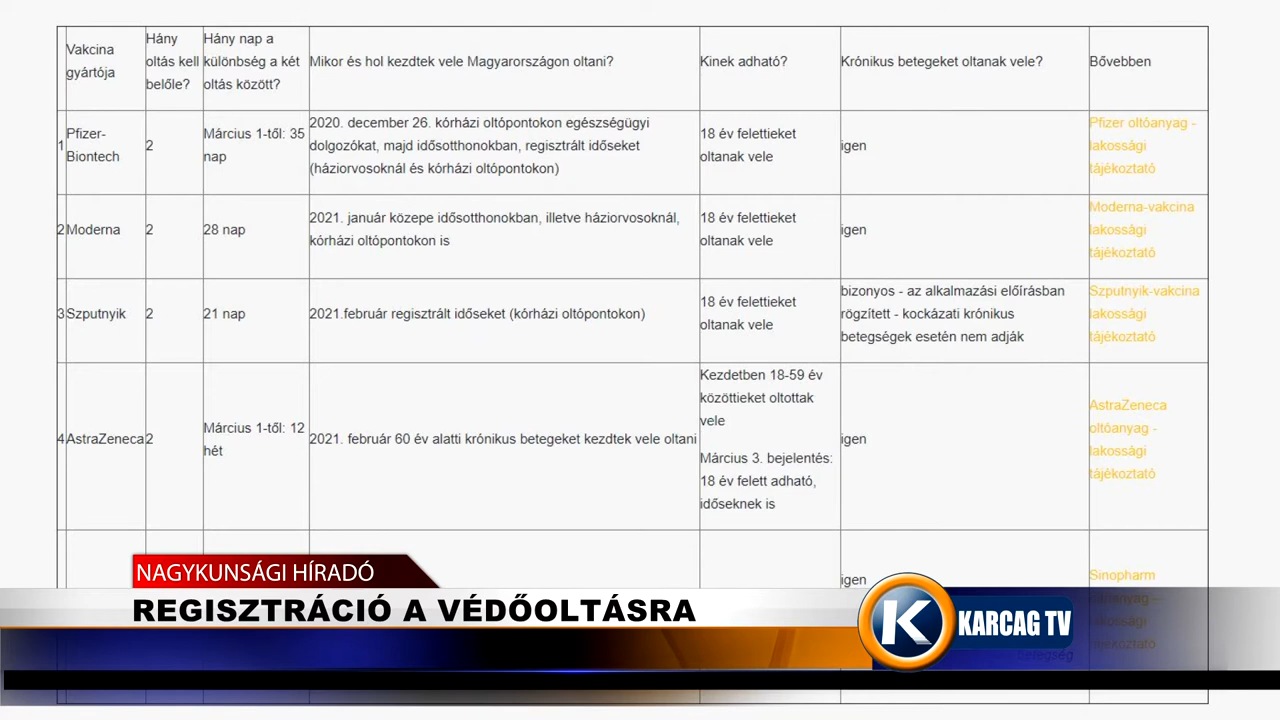 Vakcina gyártója
Hány oltás kell belőle?
Hány nap a különbség a két oltás között?
Mikor és hol kezdtek vele Magyarországon oltani?
Kinek adható?
Krónikus betegeket oltanak vele?
Bővebben
1
Pfizer-
Biontech
2
Március 1-től: 35
nap
2020. december 26. kórházi oltópontokon egészségügyi
dolgozókat, majd idősotthonokban, regisztrált időseket
(háziorvosoknál és kórházi oltópontokon)
18 év felettieket
oltanak vele
igen
Pfizer oltóanyag -
lakossági
tájékoztató
2
Moderna
2
28 nap
2021. január közepe idősotthonokban, illetve háziorvosoknál,
kórházi oltópontokon is
18 év felettieket
oltanak vele
igen
Moderna-vakcina
lakossági
tájékoztató
3
Szputnyik
2
21 nap
2021.február regisztrált időseket (kórházi oltópontokon)
18 év felettieket
oltanak vele
bizonyos - az alkalmazási előírásban
rögzített - kockázati krónikus
betegségek esetén nem adják
Szputnyik-vakcina
lakossági
tájékoztató
4
AstraZeneca
2
Március 1-től: 12
hét
2021. február 60 év alatti krónikus betegeket kezdtek vele oltani
Kezdetben 18-59 év
közöttieket oltottak
vele
Március 3. bejelentés:
18 év felett adható,
időseknek is
igen
AstraZeneca
oltóanyag -
lakossági
tájékoztató
igen
Sinopharm
oltóanyag -
lakossági
tájékoztató
betegség
NAGYKUNSÁGI HÍRADÓ
REGISZTRÁCIÓ A VÉDŐOLTÁSRA
K
KARCAG TV